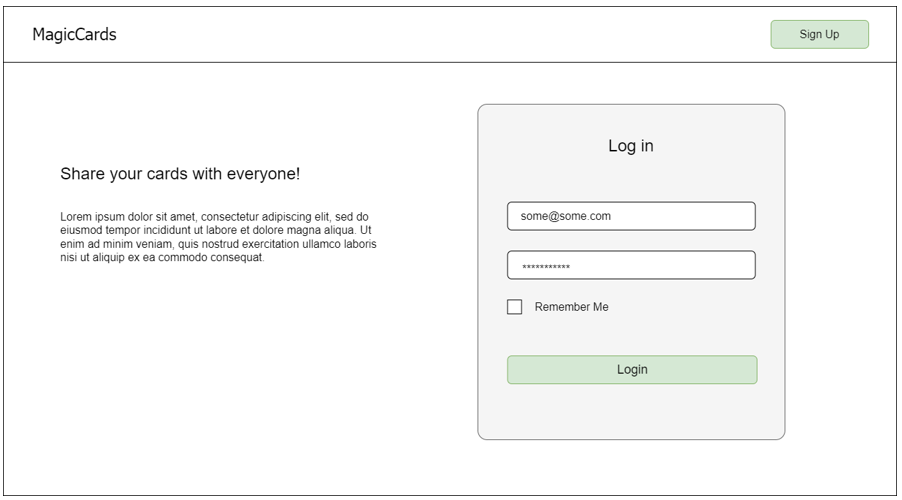 MagicCards
Sign Up
Share your cards with everyone!
Lorem ipsum dolor sit amet, consectetur adipiscing elit, sed do
eiusmod tempor incididunt ut labore et dolore magna aliqua. Ut
enim ad minim veniam, quis nostrud exercitation ullamco laboris
nisi ut aliquip ex ea commodo consequat.
Log in
some@some.com
***********
Remember Me
Login